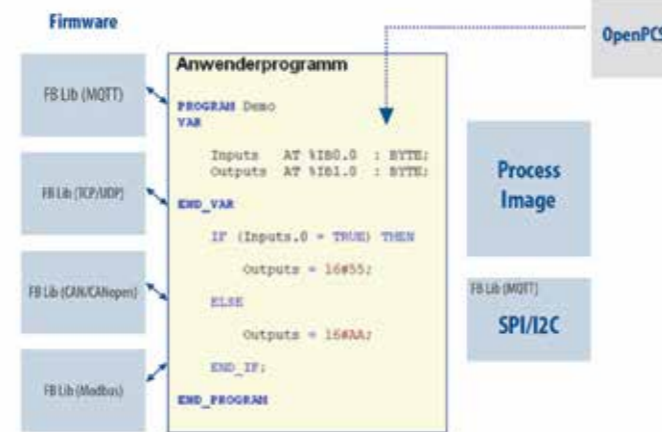 Firmware
OpenPCS
FB Lib (MQTT)
FB Lib (TCP/UDP)
FB Lib (CAN/CANopen)
FB Lib (Modbus)
Anwenderprogramm
PROGRAM Demo
VAR
Inputs AT %IB0.0 : BYTE;
Outputs AT %IB1.0 : BYTE;
END_VAR
IF (Inputs.0 = TRUE) THEN
Outputs = 16#55;
ELSE
Outputs = 16#AA;
END_IF;
END_PROGRAM
Process
Image
FB Lib (MQTT)
SPI/I2C